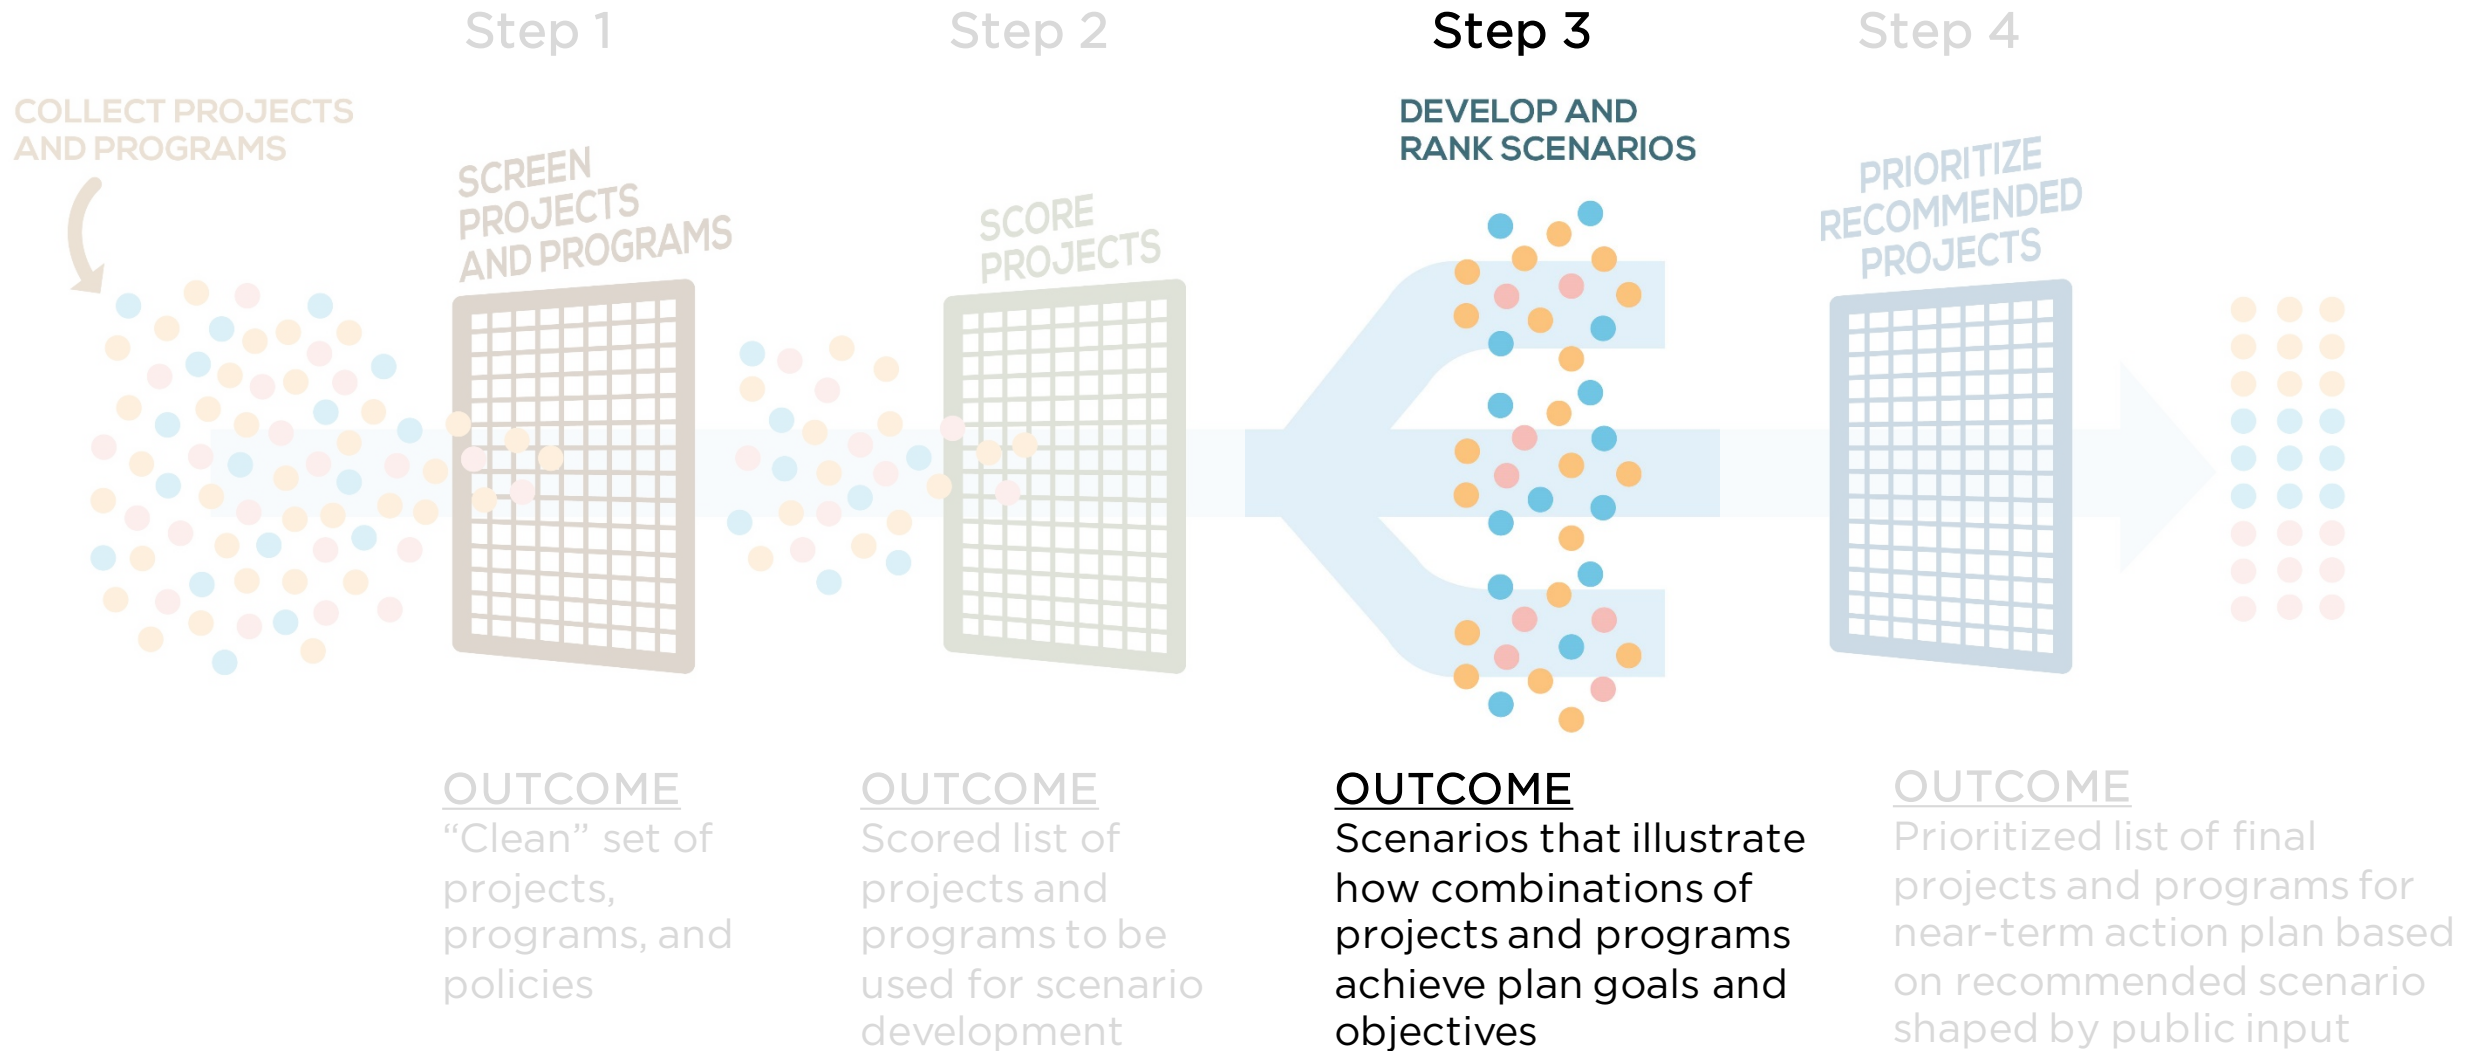 Step 1
Step 2
Step 3
Step 4
COLLECT PROJECTS
AND PROGRAMS
SCREEN
PROJECTS
AND PROGRAMS
SCORE
PROJECTS
DEVELOP AND
RANK SCENARIOS
PRIORITIZE
RECOMMENDED
PROJECTS
OUTCOME
“Clean” set of
projects,
programs, and
policies
OUTCOME
Scored list of
projects and
programs to be
used for scenario
development
OUTCOME
Scenarios that illustrate
how combinations of
projects and programs
achieve plan goals and
objectives
OUTCOME
Prioritized list of final
projects and programs for
near-term action plan based
on recommended scenario
shaped by public input